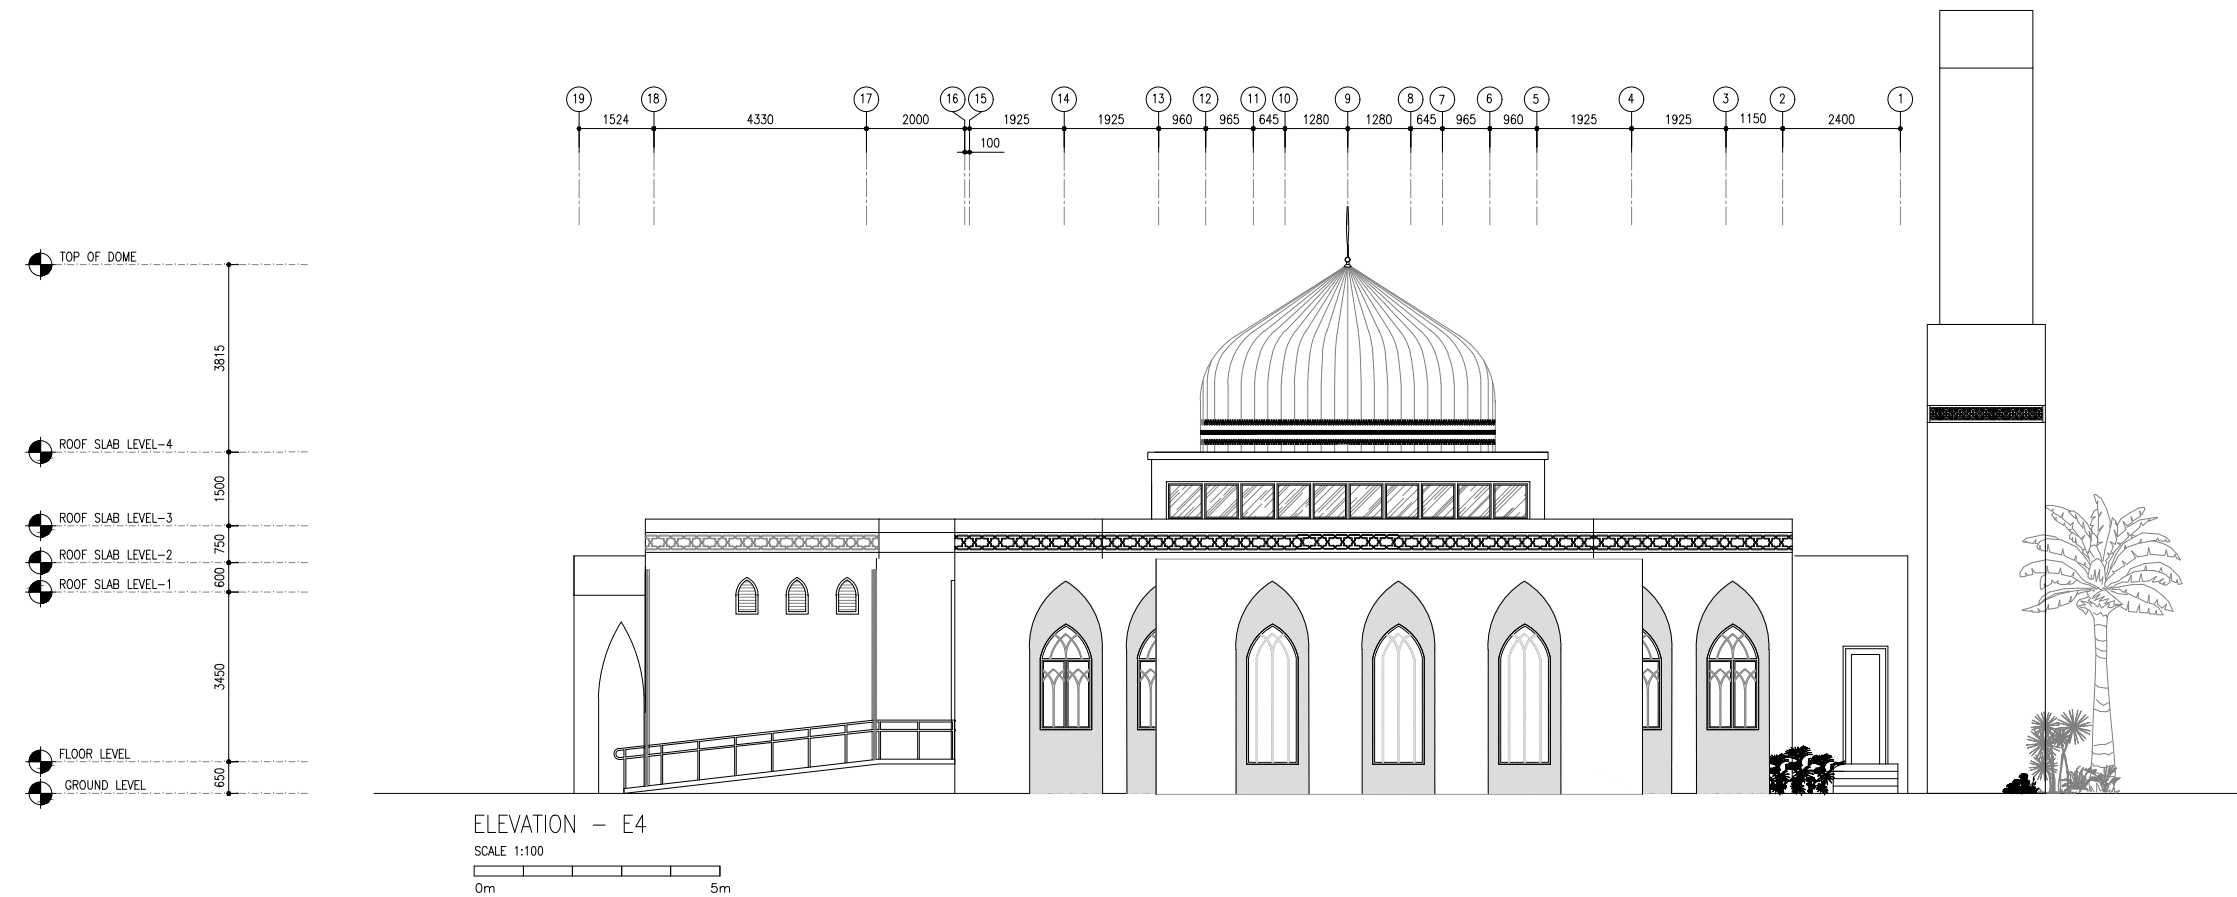 19 18 17 16 15 14 13 12 11 10 9 8 7 6 5 4 3 2 1
1524 4330 2000 1925 1925 960 965 645 1280 1280 645 965 960 1925 1925 1150 2400
100
TOP OF DOME
3815
ROOF SLAB LEVEL-4
1500
ROOF SLAB LEVEL-3
750
ROOF SLAB LEVEL-2
600
ROOF SLAB LEVEL-1
3450
FLOOR LEVEL
650
GROUND LEVEL
ELEVATION - E4
SCALE 1:100
0m 5m